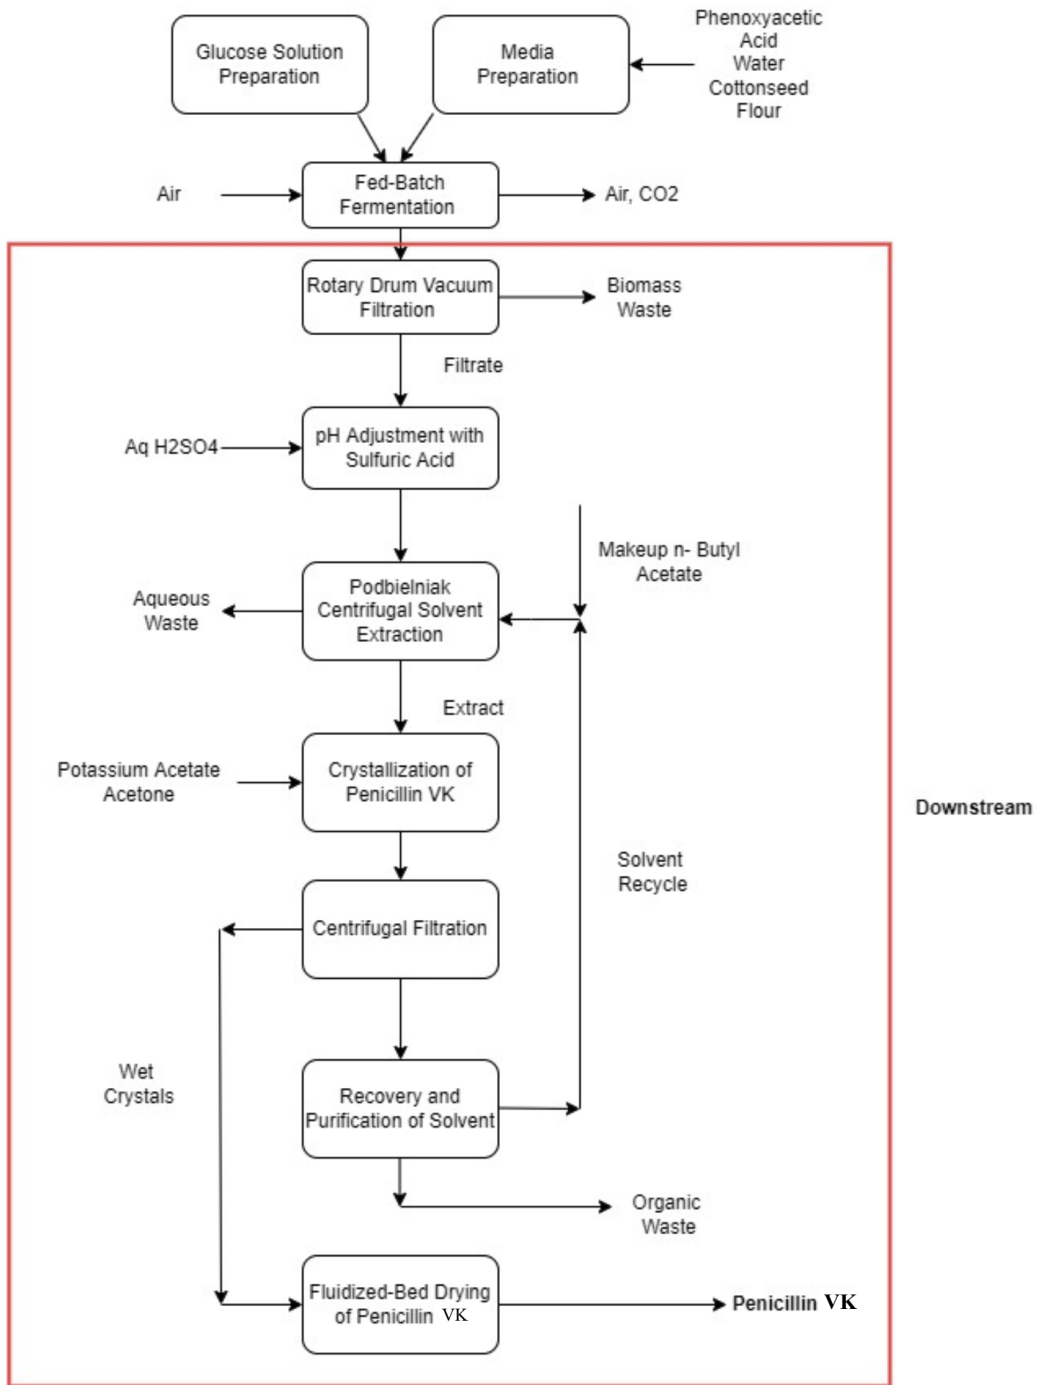 Glucose Solution
Preparation
Media
Preparation
Phenoxyacetic
Acid
Water
Cottonseed
Flour
Air
Fed-Batch
Fermentation
Air, CO2
Rotary Drum Vacuum
Filtration
Biomass
Waste
Filtrate
Aq H2SO4
pH Adjustment with
Sulfuric Acid
Makeup n- Butyl
Acetate
Aqueous
Waste
Podbielniak
Centrifugal Solvent
Extraction
Extract
Potassium Acetate
Acetone
Crystallization of
Penicillin VK
Downstream
Solvent
Recycle
Centrifugal Filtration
Wet
Crystals
Recovery and
Purification of Solvent
Organic
Waste
Fluidized-Bed Drying
of Penicillin VK
Penicillin VK